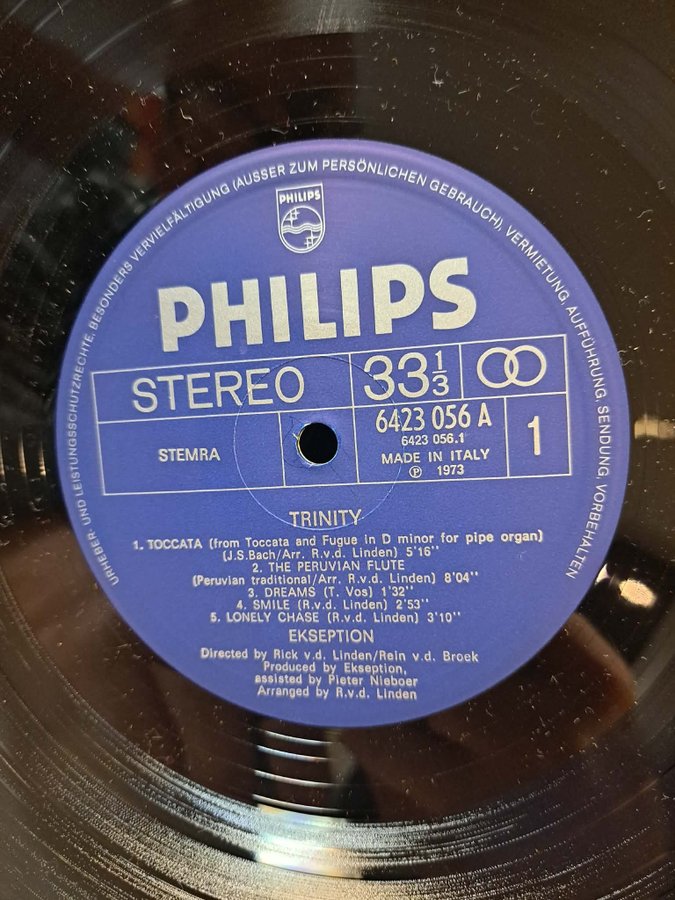 URHEBER UND LEISTUNGSSCHUTZRECHTE, BESONDERS VERVIELFÄLTIGUNG (AUSSER ZUM PERSÖNLICHEN GEBRAUCH), VERMIETUNG, AUFFÜHRUNG, SENDUNG, VORBEHALTEN
PHILIPS
PHILIPS
STEREO 33 1/3
6423 056 A
6423 056.1
STEMRA
MADE IN ITALY
℗ 1973
1
TRINITY
1. TOCCATA (from Toccata and Fugue in D minor for pipe organ)
(J.S.Bach/Arr. R.v.d. Linden) 5'16''
2. THE PERUVIAN FLUTE
(Peruvian traditional/Arr. R.v.d. Linden) 8'04''
3. DREAMS (T. Vos) 1'32''
4. SMILE (R.v.d. Linden) 2'53''
5. LONELY CHASE (R.v.d. Linden) 3'10''
EKSEPTION
Directed by Rick v.d. Linden/Rein v.d. Broek
Produced by Ekseption,
assisted by Pieter Nieboer
Arranged by R.v.d. Linden